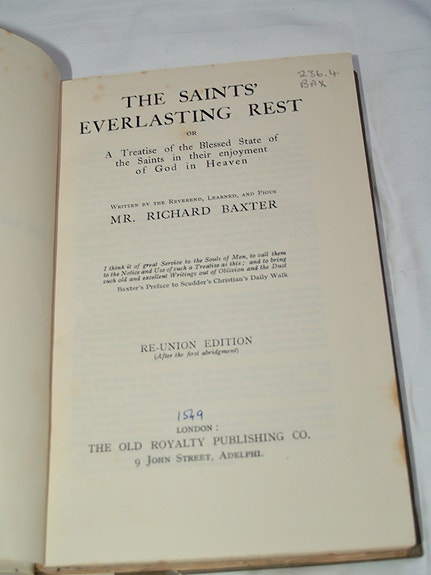 236.4
BAX
THE SAINTS'
EVERLASTING REST
OR
A Treatise of the Blessed State of
the Saints in their enjoyment
of God in Heaven
Written by the Reverend, Learned, and Pious
MR. RICHARD BAXTER
I think it of great Service to the Souls of Men, to call them
to the Notice and Use of such a Treatise as this; and to bring
such old and excellent Writings out of Oblivion and the Dust
Baxter's Preface to Scudder's Christian's Daily Walk
RE-UNION EDITION
(After the first abridgment)
1549
LONDON:
THE OLD ROYALTY PUBLISHING CO.
9 John Street, Adelphi.